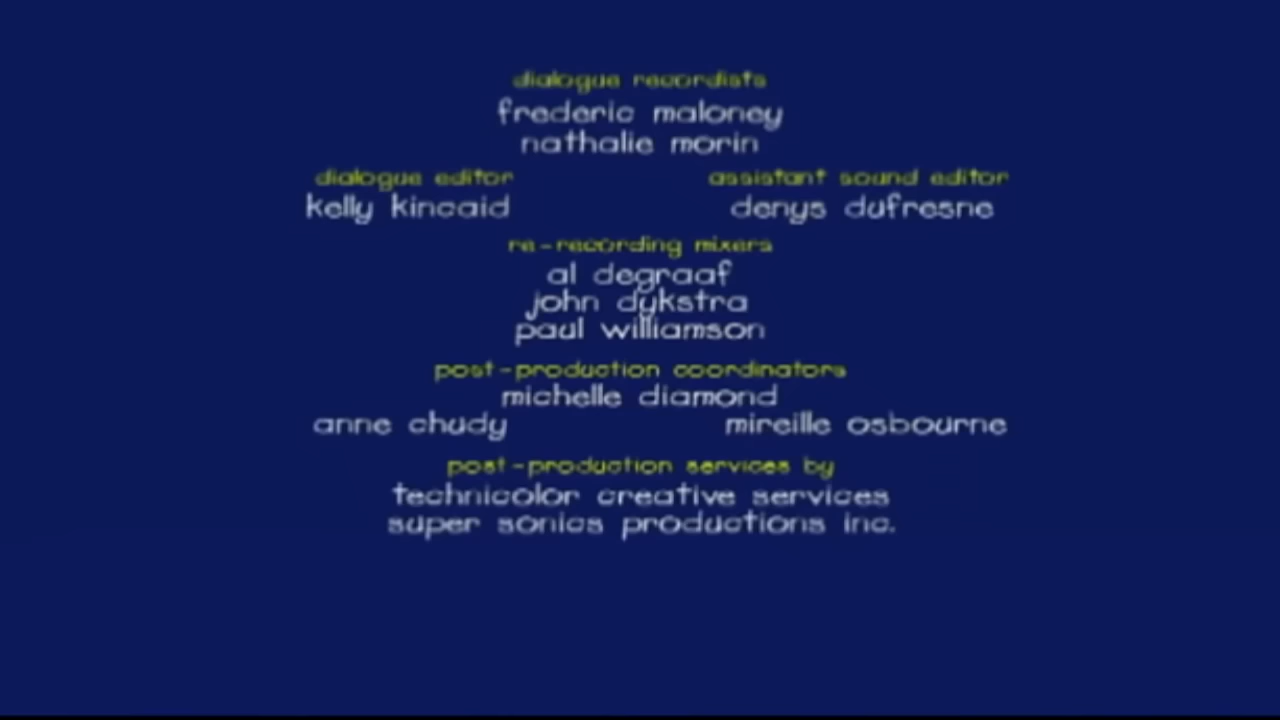 dialogue recordists
frederic maloney
nathalie morin
dialogue editor assistant sound editor
kelly kincaid denys dufresne
re-recording mixers
al degraaf
john dykstra
paul williamson
post-production coordinators
michelle diamond
anne chudy mireille osbourne
post-production services by
technicolor creative services
super sonics productions inc.